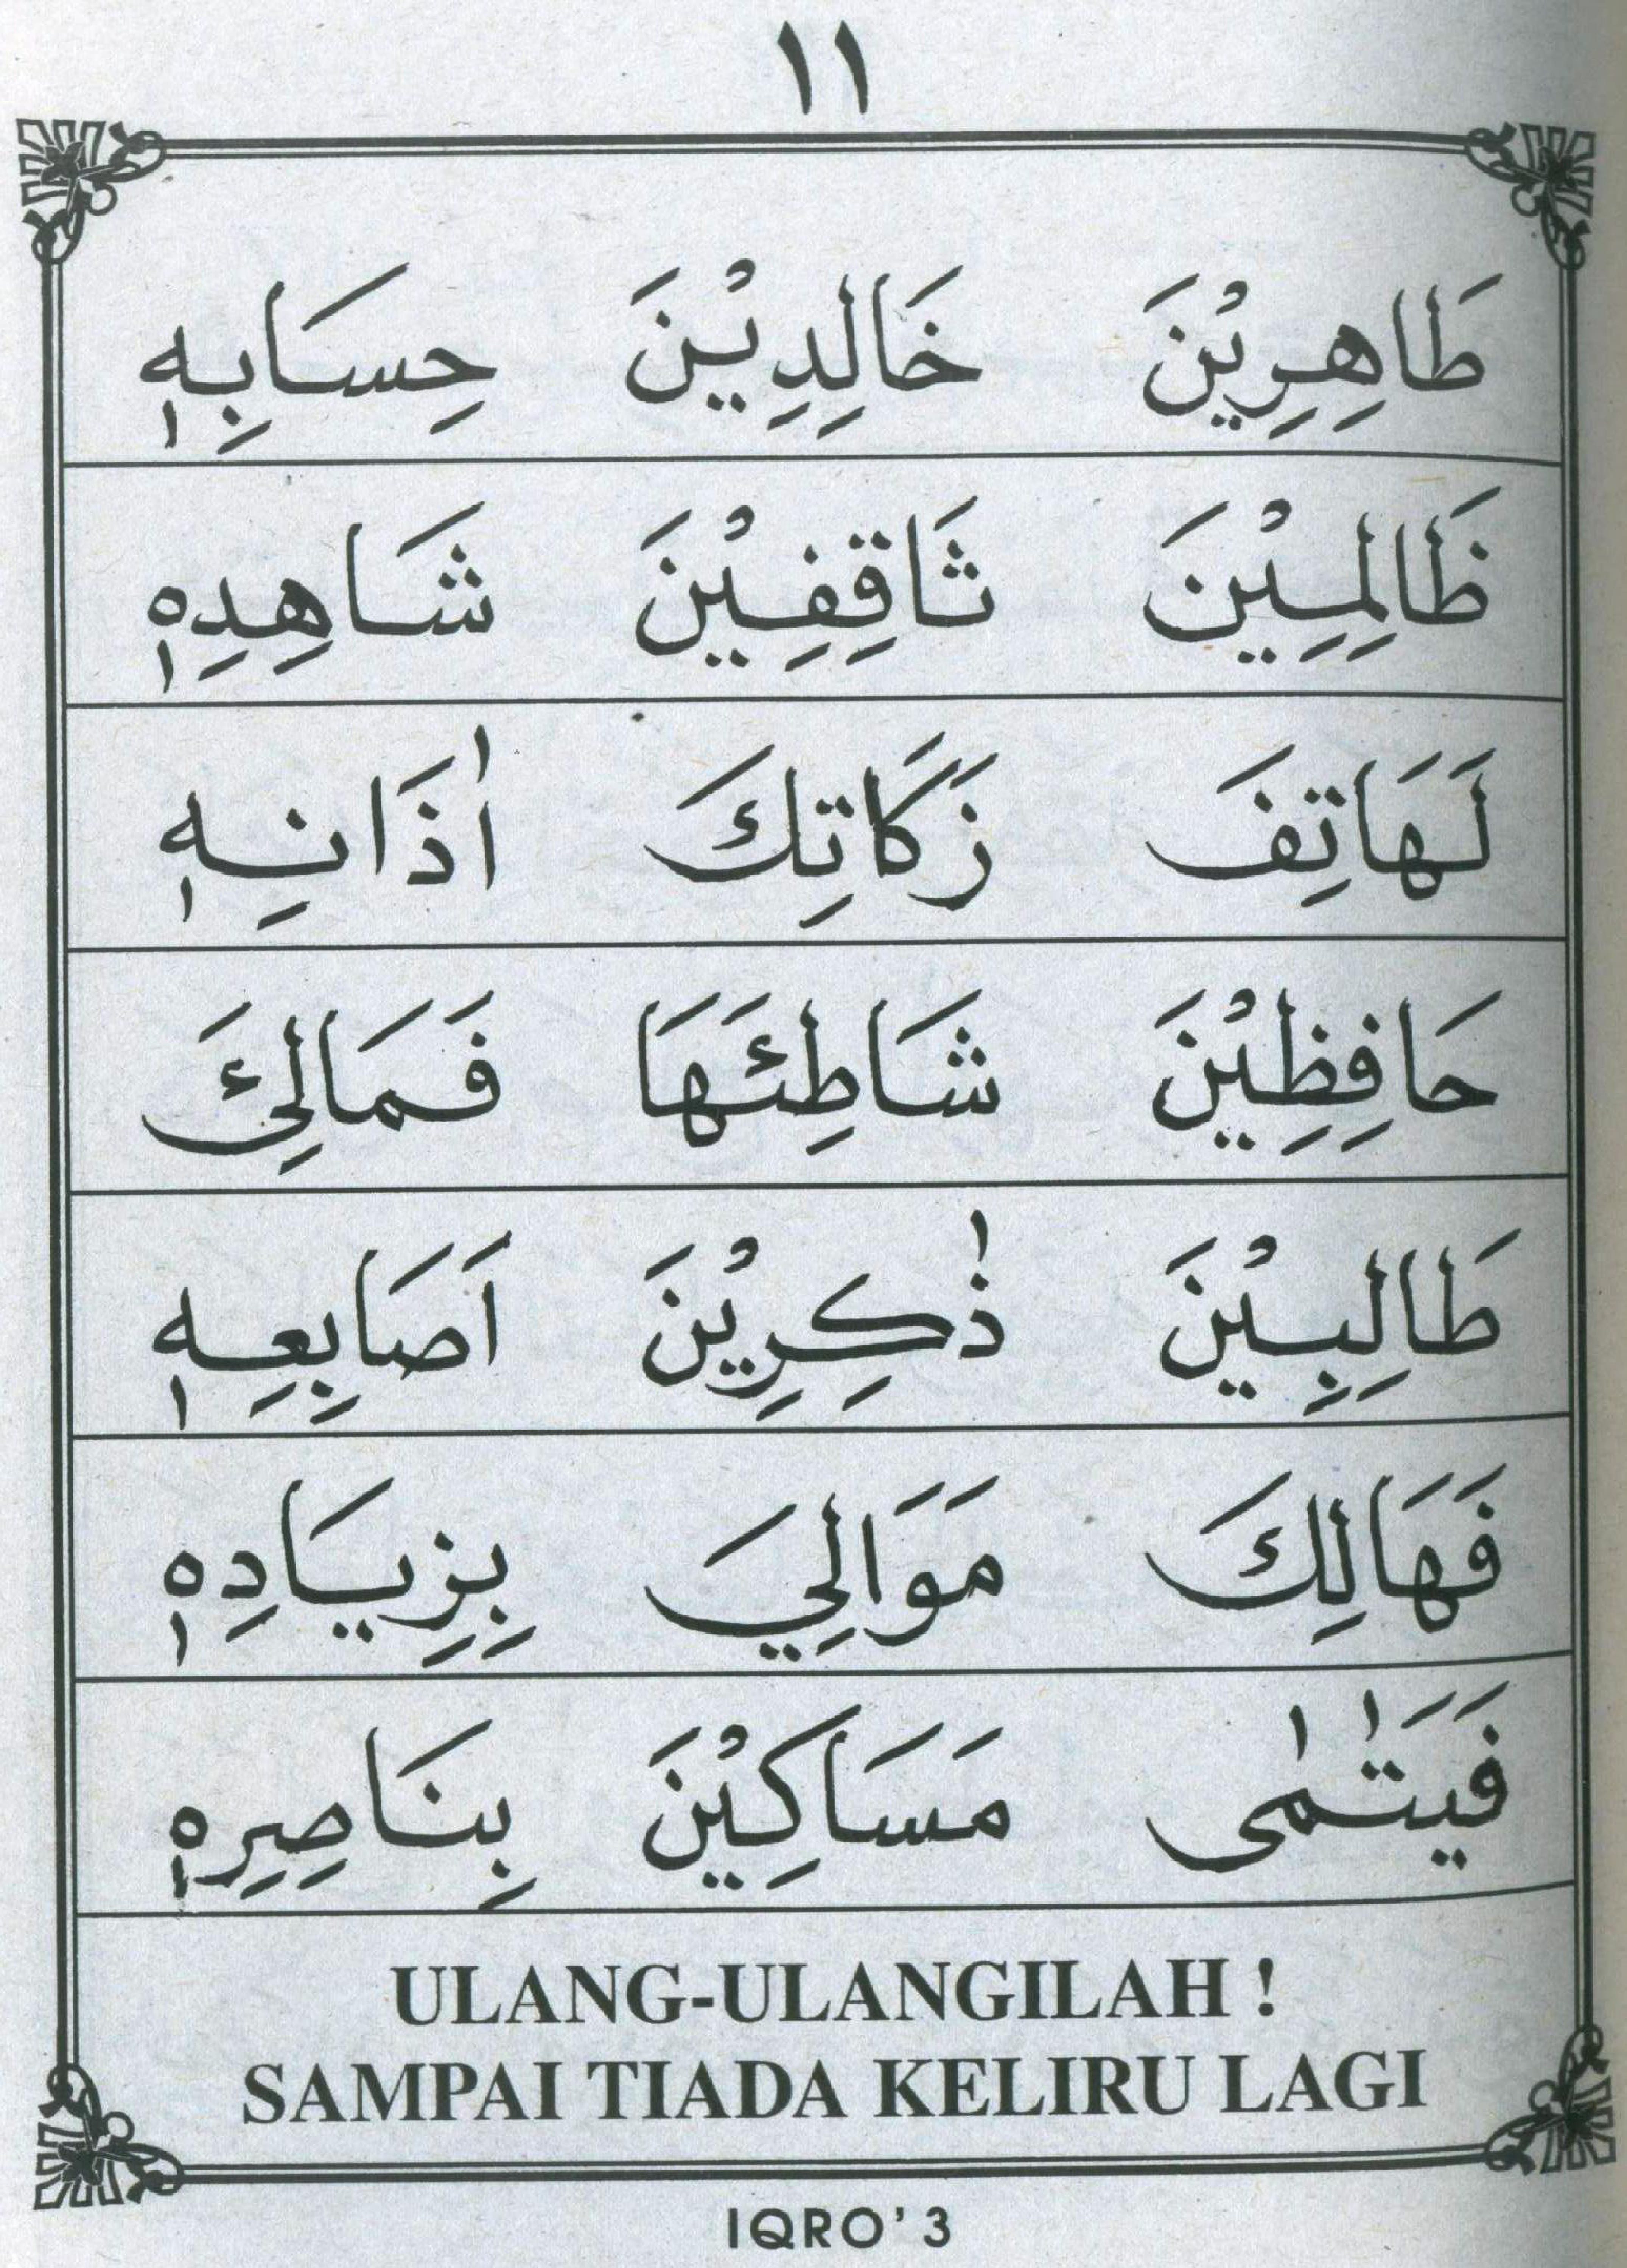 ١١
طَاهِرِيْنَ خَالِدِيْنَ حِسَابِهٖ
ظَالِمِيْنَ ثَاقِفِيْنَ شَاهِدِهٖ
لَهَاتِفَ زَكَاتِكَ اٰذَانِهٖ
حَافِظِيْنَ شَاطِئَهَا فَمَالِئَ
طَالِبِيْنَ ذٰكِرِيْنَ اَصَابِعِهٖ
فَهَالِكَ مَوَالِيَ بِزِيَادِهٖ
فَيَتٰمٰى مَسَاكِيْنَ بِنَاصِرِهٖ
ULANG-ULANGILAH !
SAMPAI TIADA KELIRU LAGI
IQRO' 3